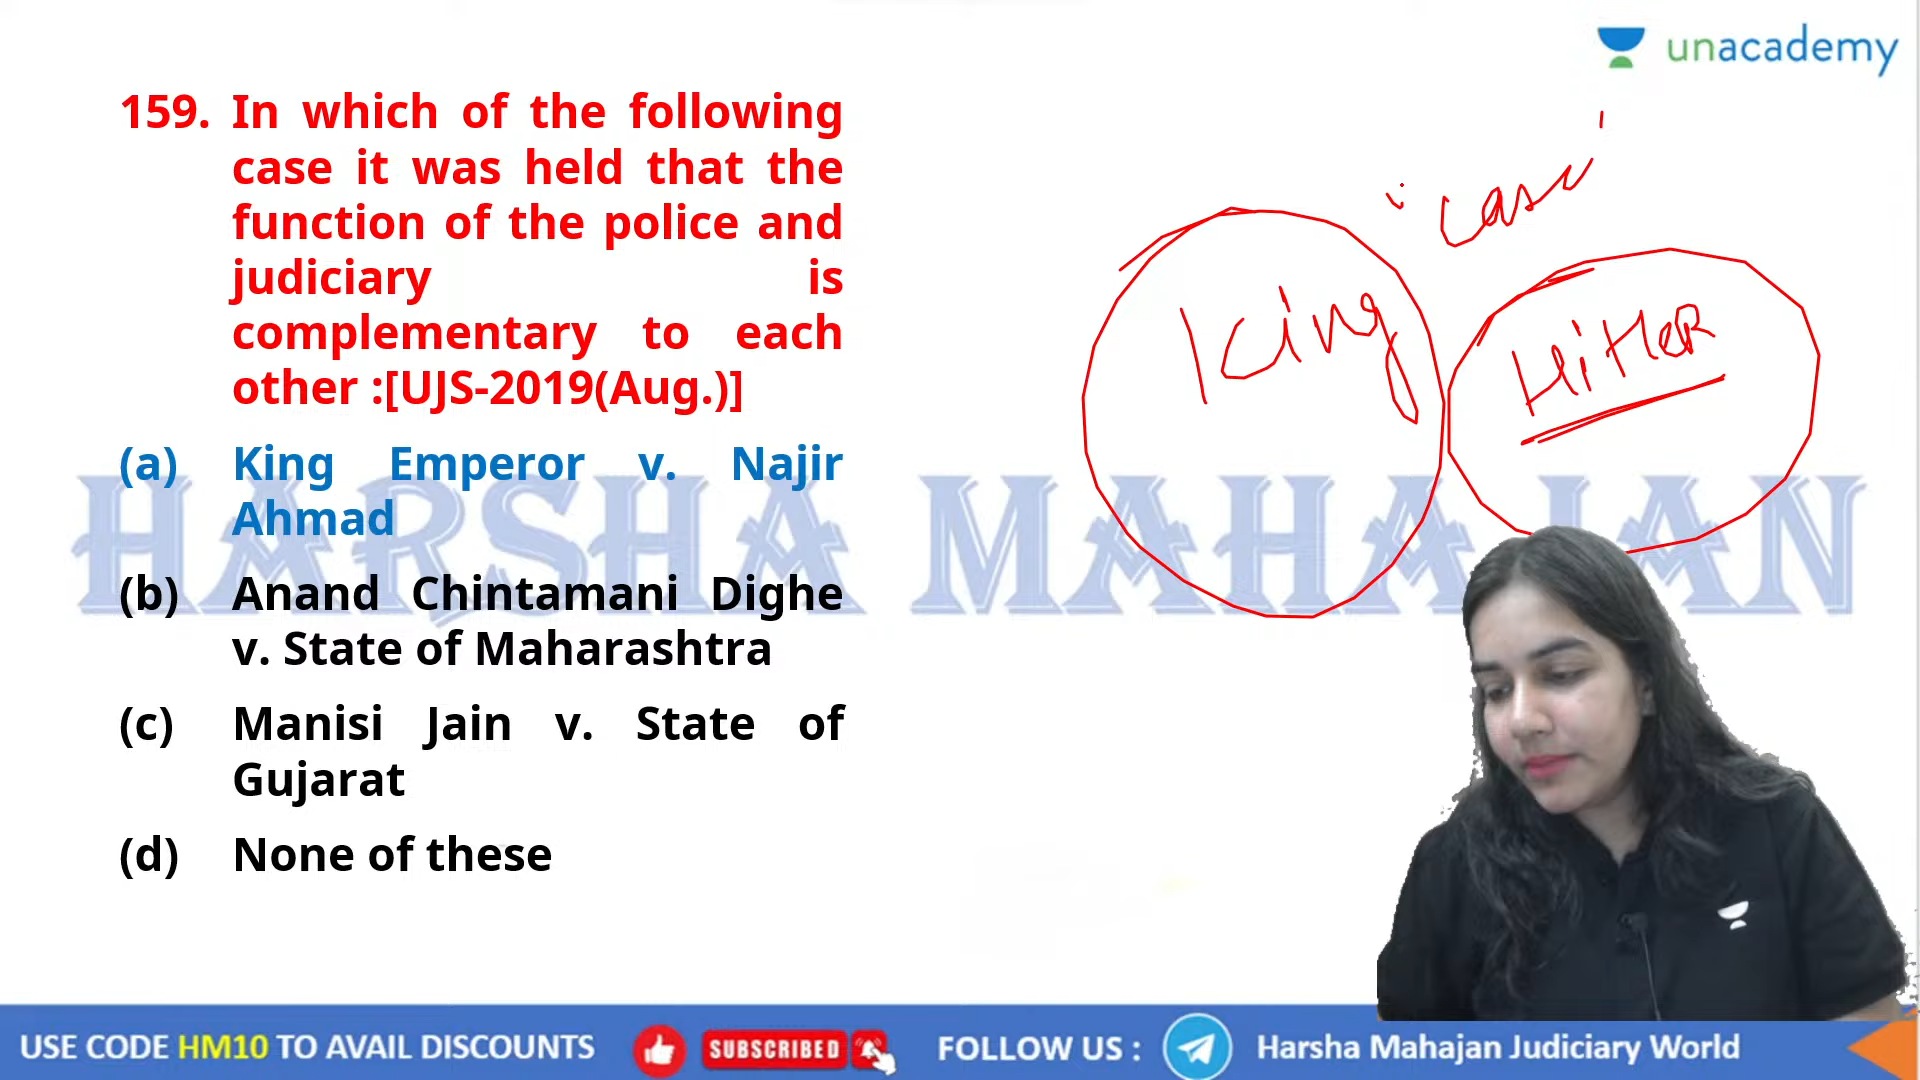 unacademy
159. In which of the following
case it was held that the
function of the police and
judiciary is
complementary to each
other :[UJS-2019(Aug.)]
(a) King Emperor v. Najir
Ahmad
(b) Anand Chintamani Dighe
v. State of Maharashtra
(c) Manisi Jain v. State of
Gujarat
(d) None of these
case
King
HARSHA MAHAJAN
USE CODE HM10 TO AVAIL DISCOUNTS
SUBSCRIBED
FOLLOW US :
Harsha Mahajan Judiciary World